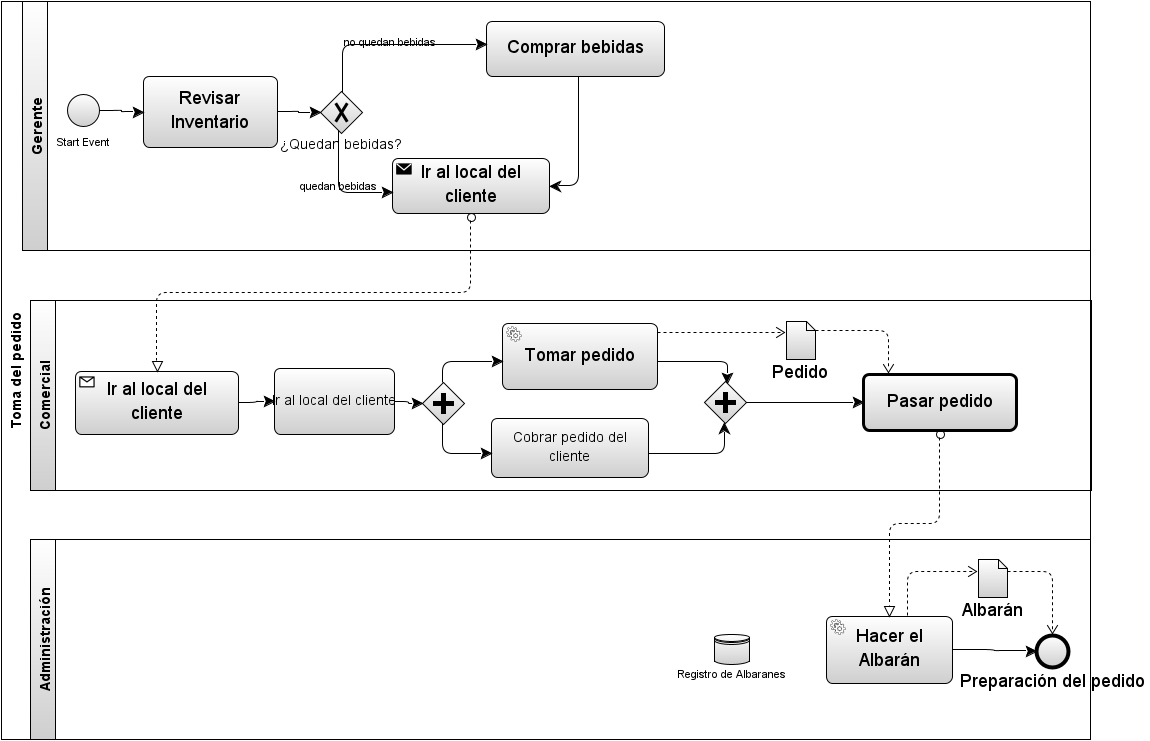 Toma del pedido
Gerente
Start Event
Revisar
Inventario
no quedan bebidas
¿Quedan bebidas?
quedan bebidas
Comprar bebidas
Ir al local del
cliente
Comercial
Ir al local del
cliente
Ir al local del cliente
Tomar pedido
Cobrar pedido del
cliente
Pedido
Pasar pedido
Administración
Registro de Albaranes
Hacer el
Albarán
Albarán
Preparación del pedido